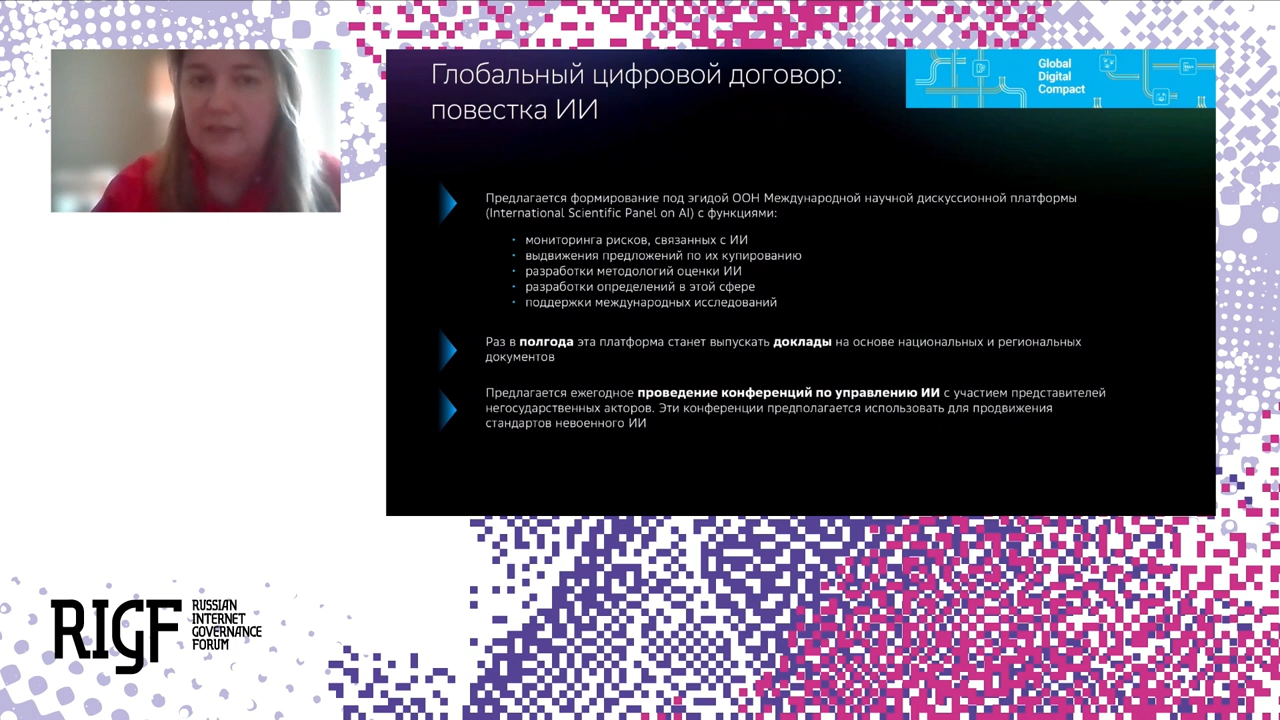 Глобальный цифровой договор:
повестка ИИ
Global
Digital
Compact
Предлагается формирование под эгидой ООН Международной научной дискуссионной платформы
(International Scientific Panel on AI) с функциями:
• мониторинга рисков, связанных с ИИ
• выдвижения предложений по их купированию
• разработки методологий оценки ИИ
• разработки определений в этой сфере
• поддержки международных исследований
Раз в полгода эта платформа станет выпускать доклады на основе национальных и региональных
документов
Предлагается ежегодное проведение конференций по управлению ИИ с участием представителей
негосударственных акторов. Эти конференции предполагается использовать для продвижения
стандартов невоенного ИИ
RIGF
RUSSIAN
INTERNET
GOVERNANCE
FORUM